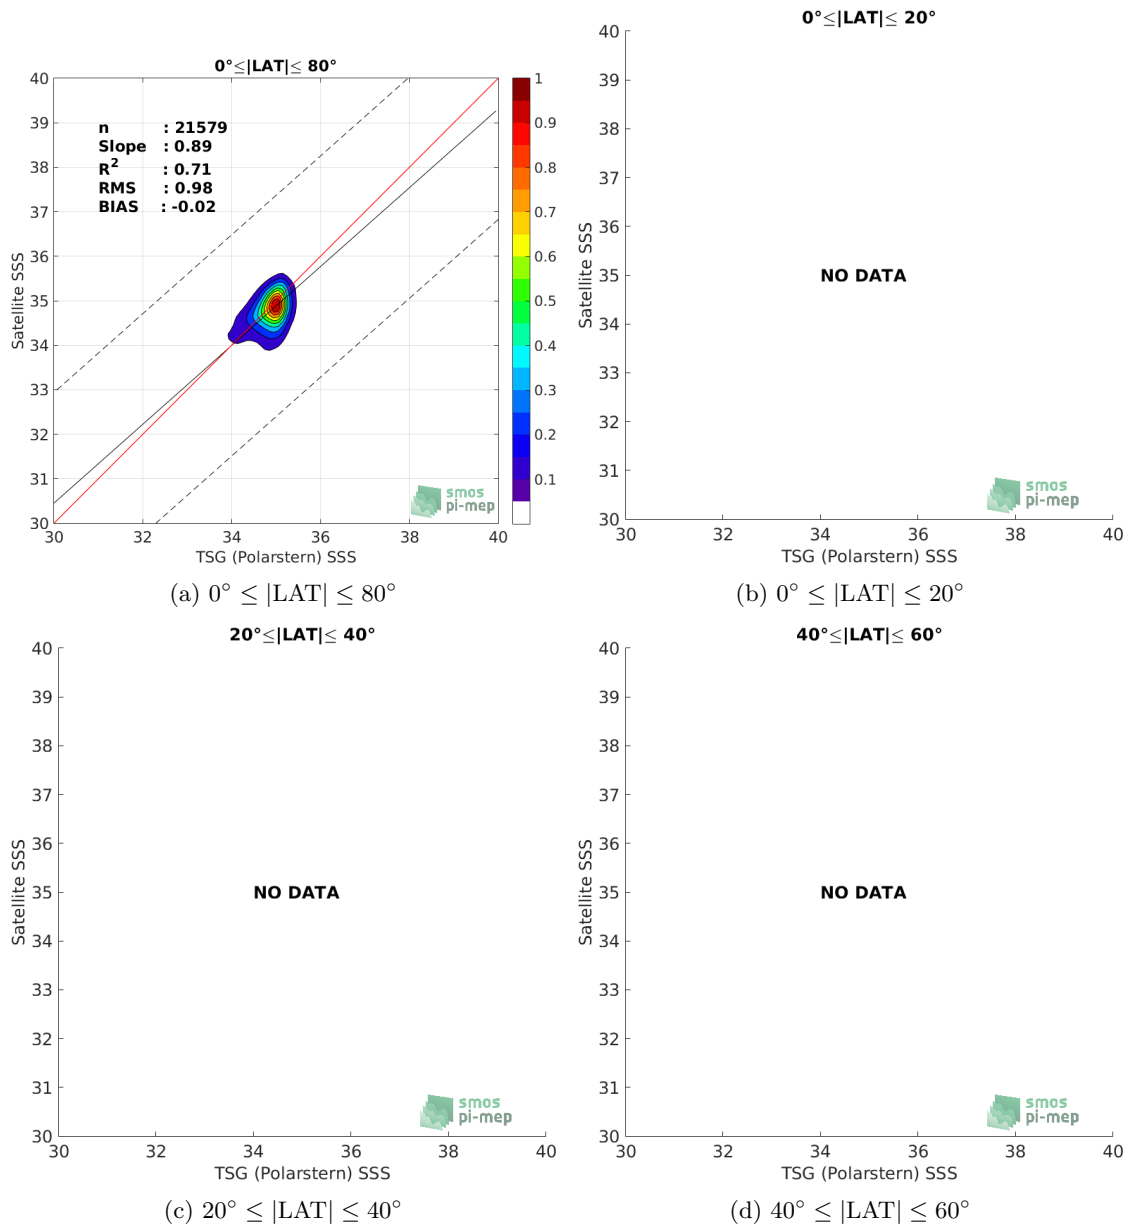 0°≤|LAT|≤ 80°
40
39
38
37
36
35
34
33
32
31
30
Satellite SSS
n : 21579
Slope : 0.89
R2 : 0.71
RMS : 0.98
BIAS : -0.02
smos
pi-mep
30 32 34 36 38 40
TSG (Polarstern) SSS
1
0.9
0.8
0.7
0.6
0.5
0.4
0.3
0.2
0.1
(a) 0° ≤ |LAT| ≤ 80°
0°≤|LAT|≤ 20°
40
39
38
37
36
35
34
33
32
31
30
Satellite SSS
NO DATA
smos
pi-mep
30 32 34 36 38 40
TSG (Polarstern) SSS
(b) 0° ≤ |LAT| ≤ 20°
20°≤|LAT|≤ 40°
40
39
38
37
36
35
34
33
32
31
30
Satellite SSS
NO DATA
smos
pi-mep
30 32 34 36 38 40
TSG (Polarstern) SSS
(c) 20° ≤ |LAT| ≤ 40°
40°≤|LAT|≤ 60°
40
39
38
37
36
35
34
33
32
31
30
Satellite SSS
NO DATA
smos
pi-mep
30 32 34 36 38 40
TSG (Polarstern) SSS
(d) 40° ≤ |LAT| ≤ 60°